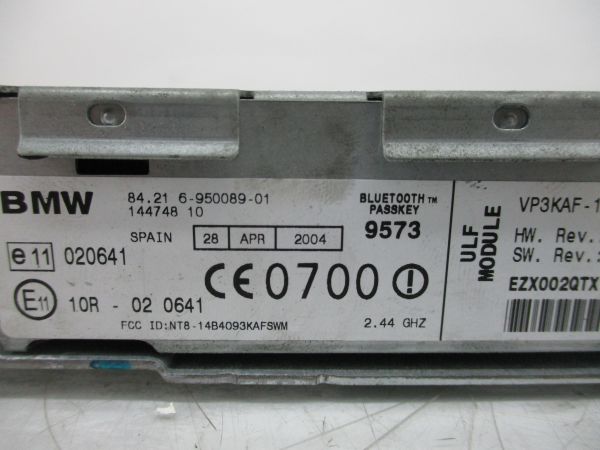 BMW
84.21 6-950089-01
144748 10
SPAIN 28 APR 2004
BLUETOOTH™
PASSKEY
9573
e11 020641
E11 10R - 02 0641
CE0700
FCC ID:NT8-14B4093KAFSWM
2.44 GHZ
ULF
MODULE
VP3KAF-1
HW. Rev.
SW. Rev.
EZX002QTX